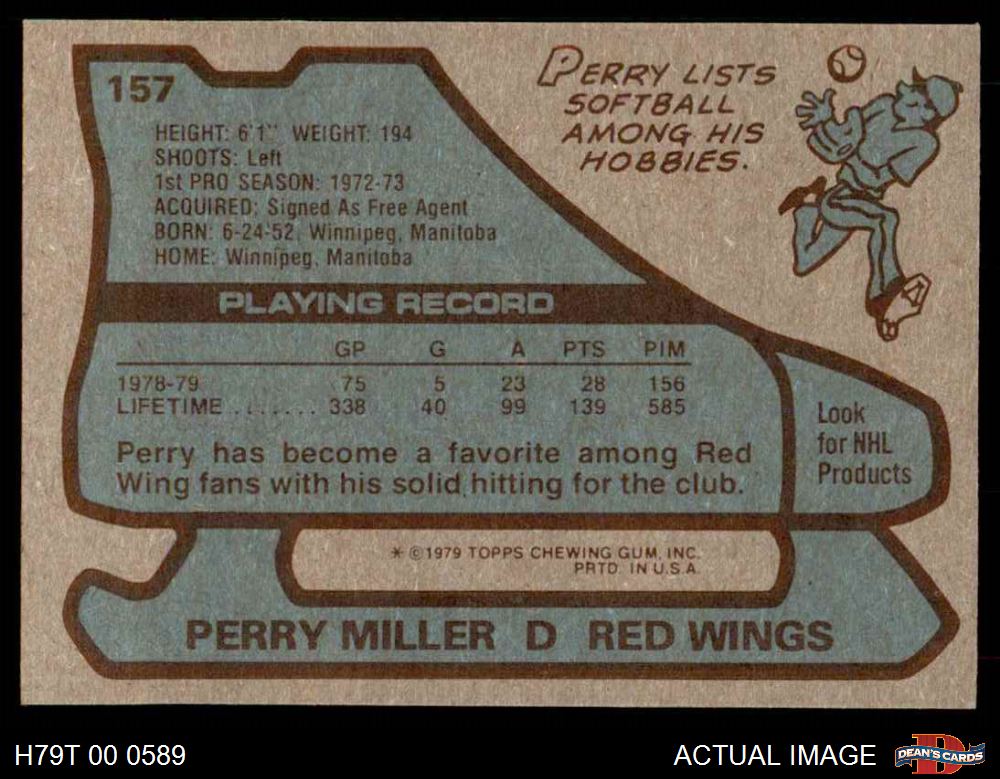 157
HEIGHT: 6'1" WEIGHT: 194
SHOOTS: Left
1st PRO SEASON: 1972-73
ACQUIRED: Signed As Free Agent
BORN: 6-24-52, Winnipeg, Manitoba
HOME: Winnipeg, Manitoba
PERRY LISTS
SOFTBALL
AMONG HIS
HOBBIES.
PLAYING RECORD
GP G A PTS PIM
1978-79 75 5 23 28 156
LIFETIME ........ 338 40 99 139 585
Perry has become a favorite among Red
Wing fans with his solid hitting for the club.
Look
for NHL
Products
* ©1979 TOPPS CHEWING GUM, INC.
PRTD. IN U.S.A.
PERRY MILLER D RED WINGS
H79T 00 0589
ACTUAL IMAGE
DEAN'S CARDS